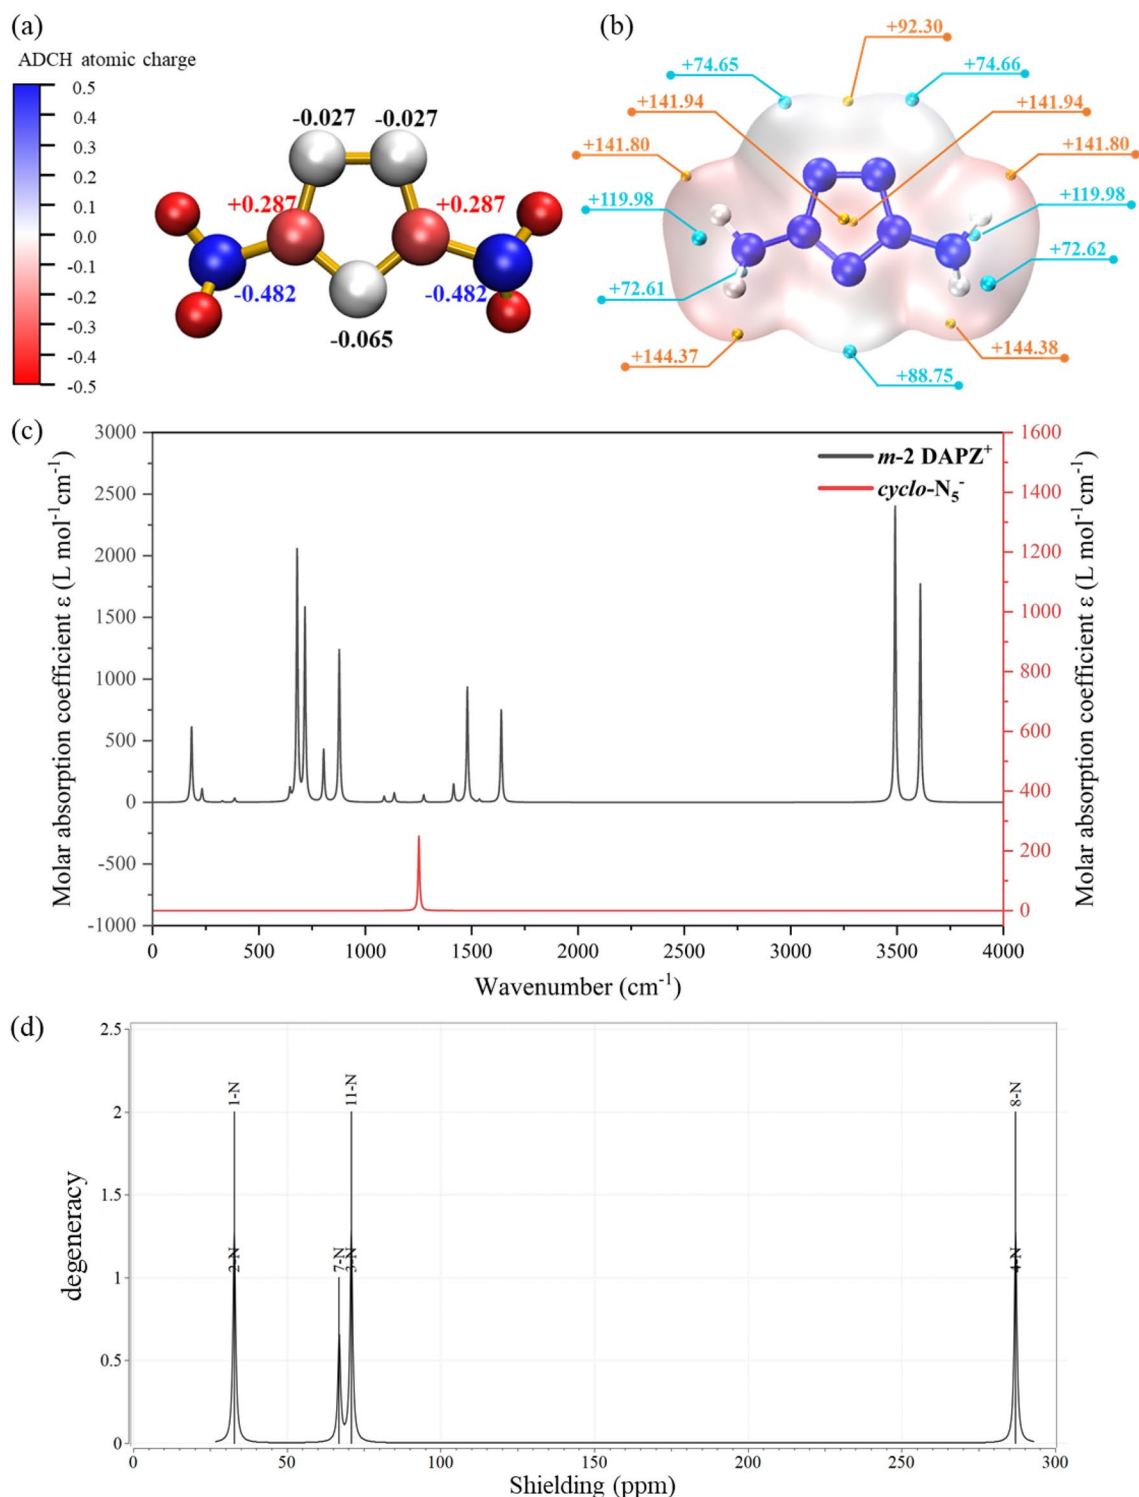 (a)
ADCH atomic charge
0.5
0.4
0.3
0.2
0.1
0.0
-0.1
-0.2
-0.3
-0.4
-0.5
-0.027 -0.027
+0.287 +0.287
-0.482 -0.482
-0.065
(b)
+92.30
+74.65 +74.66
+141.94 +141.94
+141.80 +141.80
+119.98 +119.98
+72.61 +72.62
+144.37 +144.38
+88.75
(c)
Molar absorption coefficient ε (L mol⁻¹cm⁻¹)
3000
2500
2000
1500
1000
500
0
-500
-1000
m-2 DAPZ⁺
cyclo-N₅⁻
1600
1400
1200
1000
800
600
400
200
0
Molar absorption coefficient ε (L mol⁻¹cm⁻¹)
0 500 1000 1500 2000 2500 3000 3500 4000
Wavenumber (cm⁻¹)
(d)
degeneracy
2.5
2
1.5
1
0.5
0
1-N
2-N
7-N
11-N
3-N
8-N
4-N
0 50 100 150 200 250 300
Shielding (ppm)